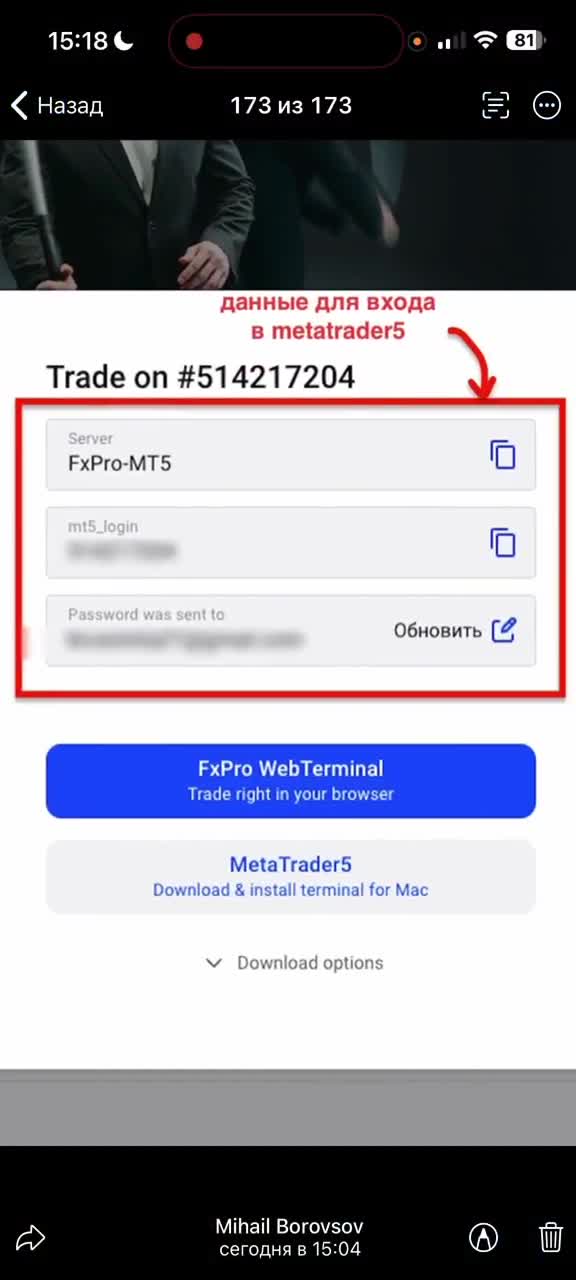 15:18
81
Назад
173 из 173
данные для входа
в metatrader5
Trade on #514217204
Server
FxPro-MT5
mt5_login
Password was sent to
Обновить
FxPro WebTerminal
Trade right in your browser
MetaTrader5
Download & install terminal for Mac
Download options
Mihail Borovsov
сегодня в 15:04